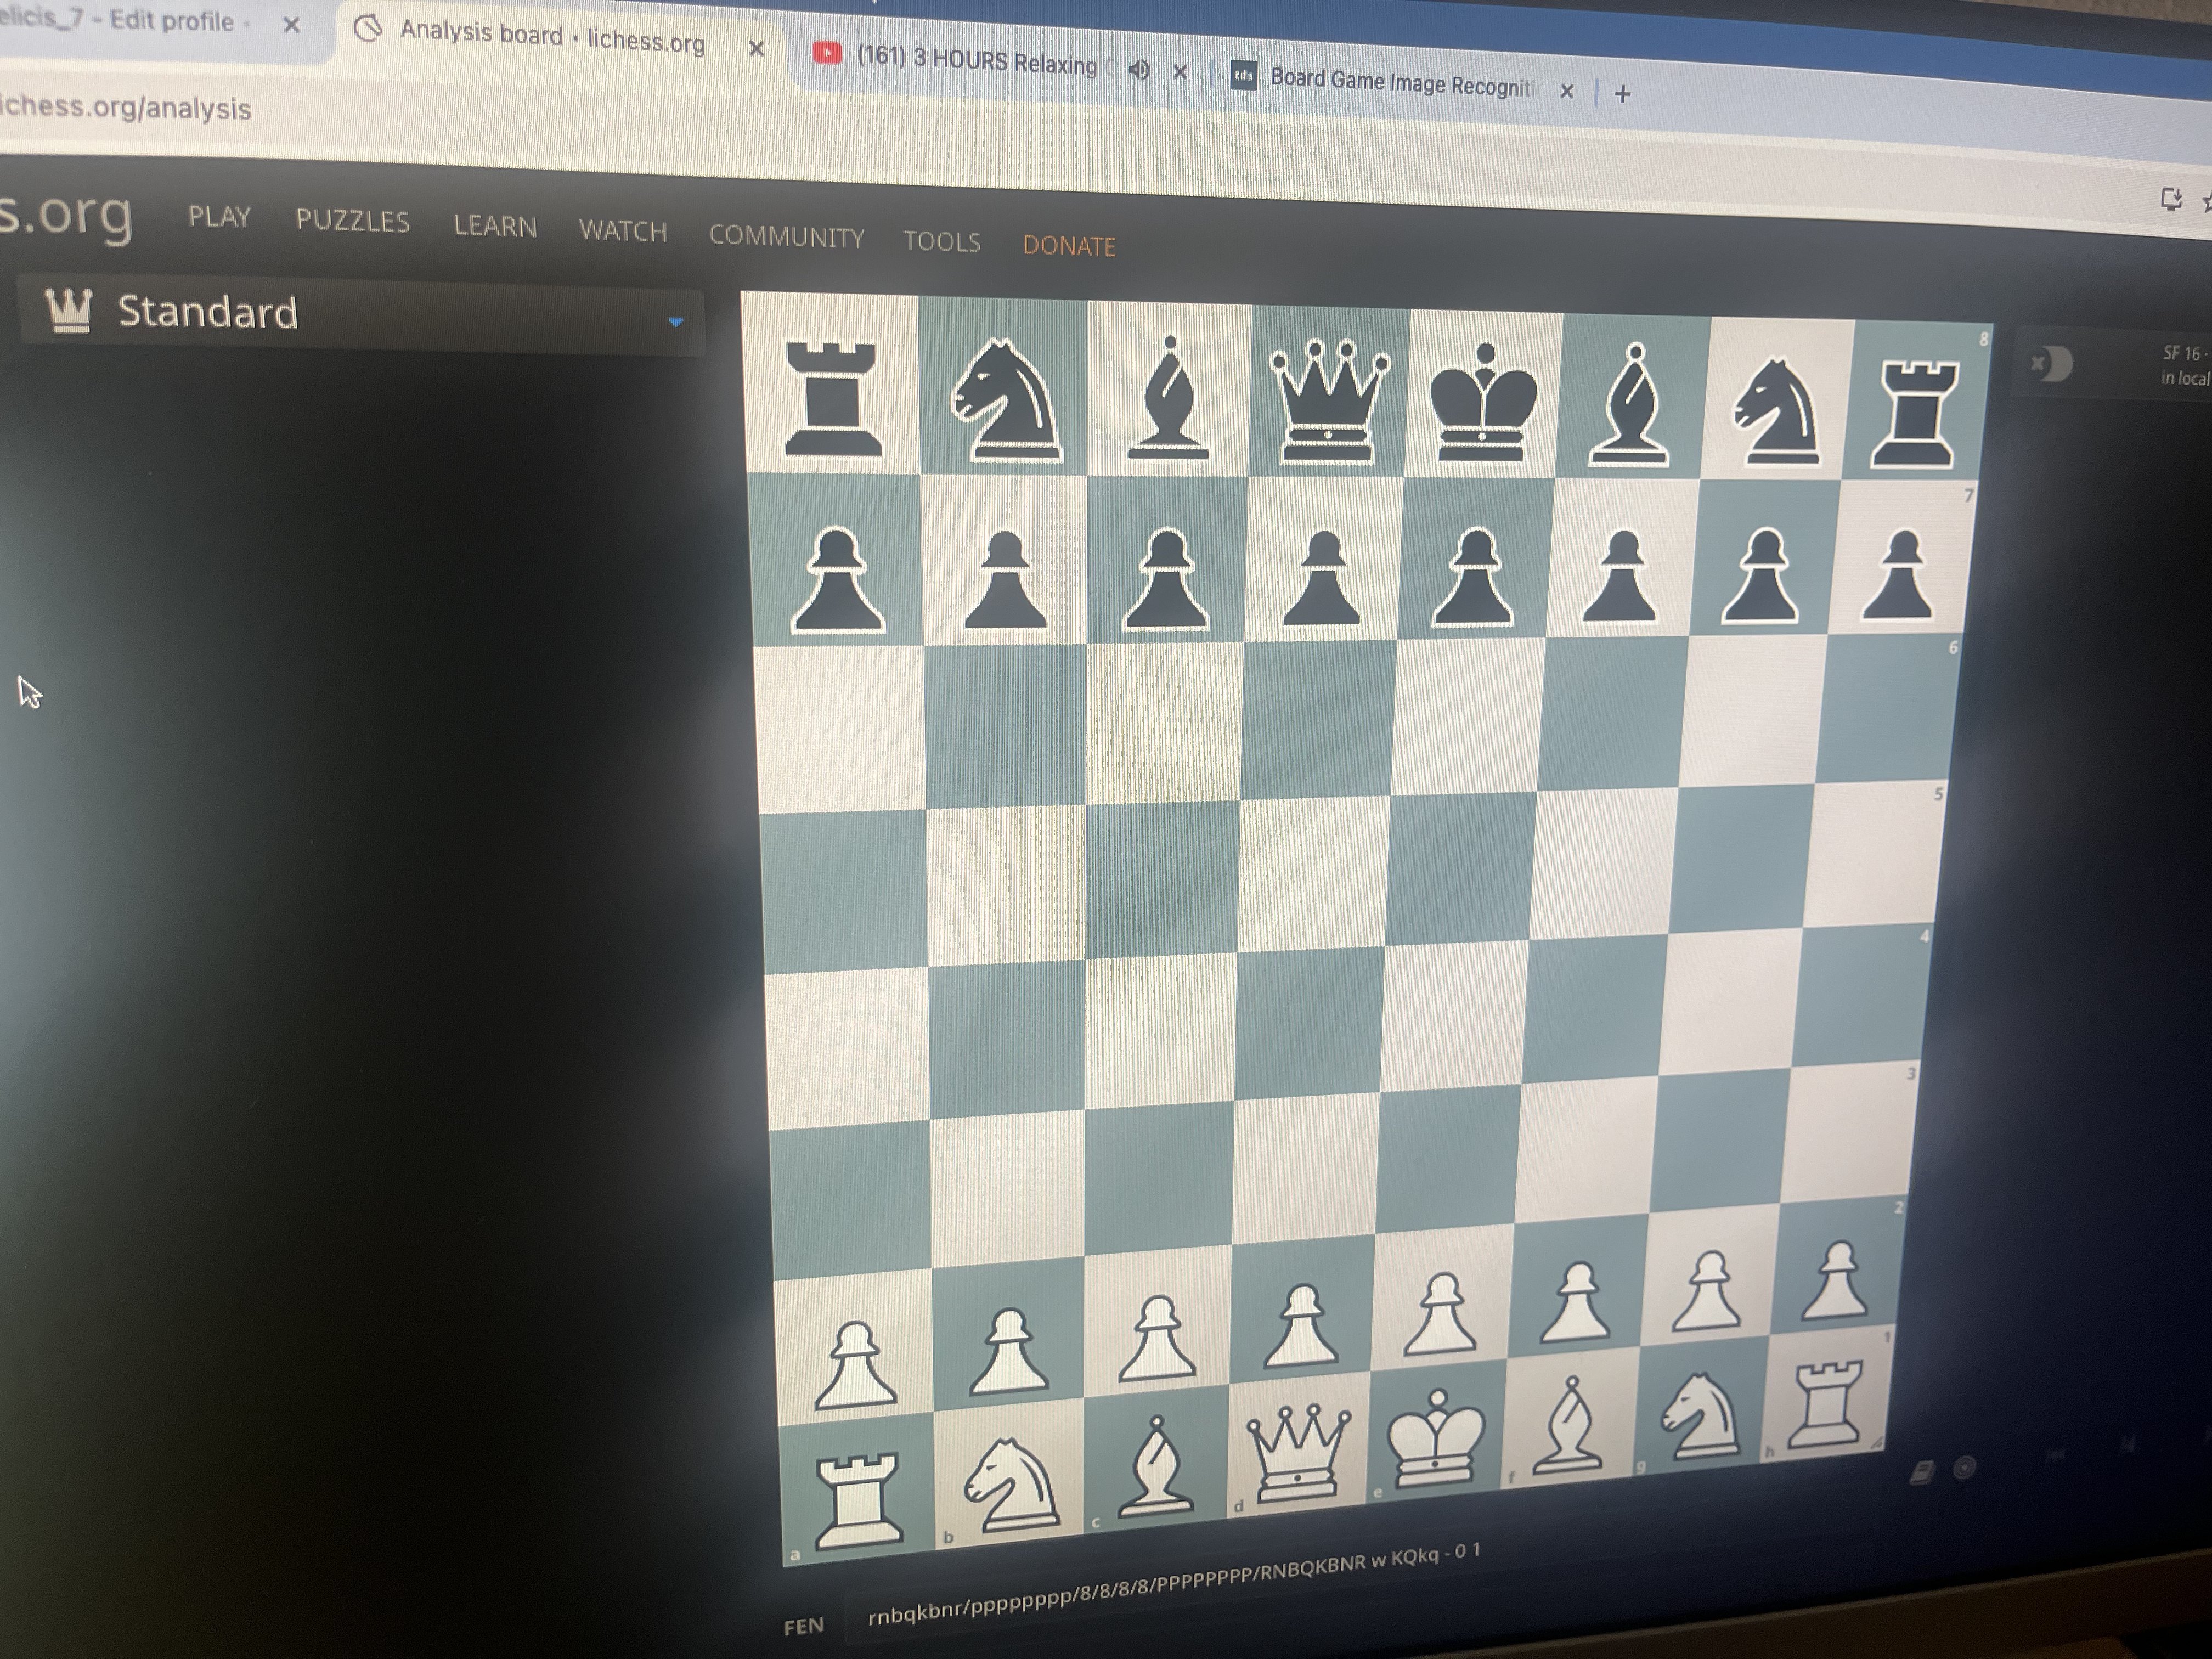 elicis_7 - Edit profile
Analysis board • lichess.org
(161) 3 HOURS Relaxing
tds Board Game Image Recogniti
ichess.org/analysis
s.org PLAY PUZZLES LEARN WATCH COMMUNITY TOOLS DONATE
Standard
SF 16 ·
in local
8
7
6
5
4
3
2
1
a b c d e f g h
FEN rnbqkbnr/pppppppp/8/8/8/8/PPPPPPPP/RNBQKBNR w KQkq - 0 1